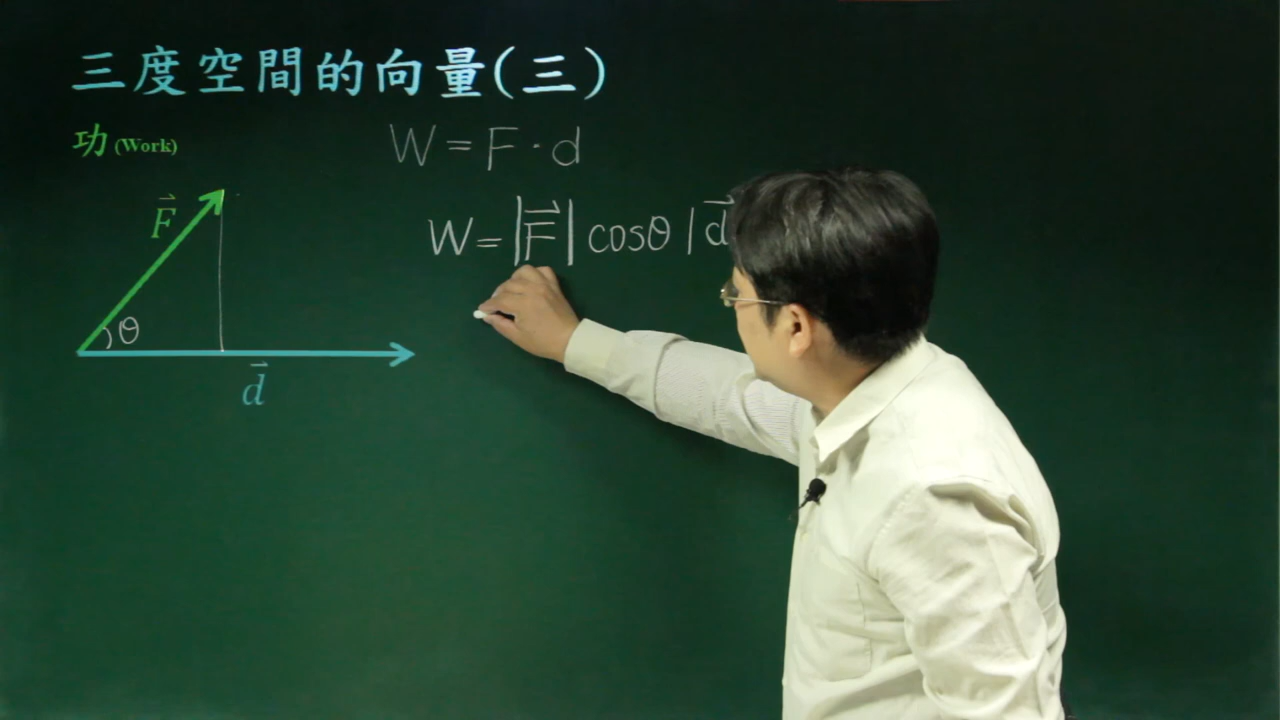 三度空間的向量(三)
功 (Work)
W = F · d
W = |F⃗| cosθ |d⃗
F⃗
θ
d⃗